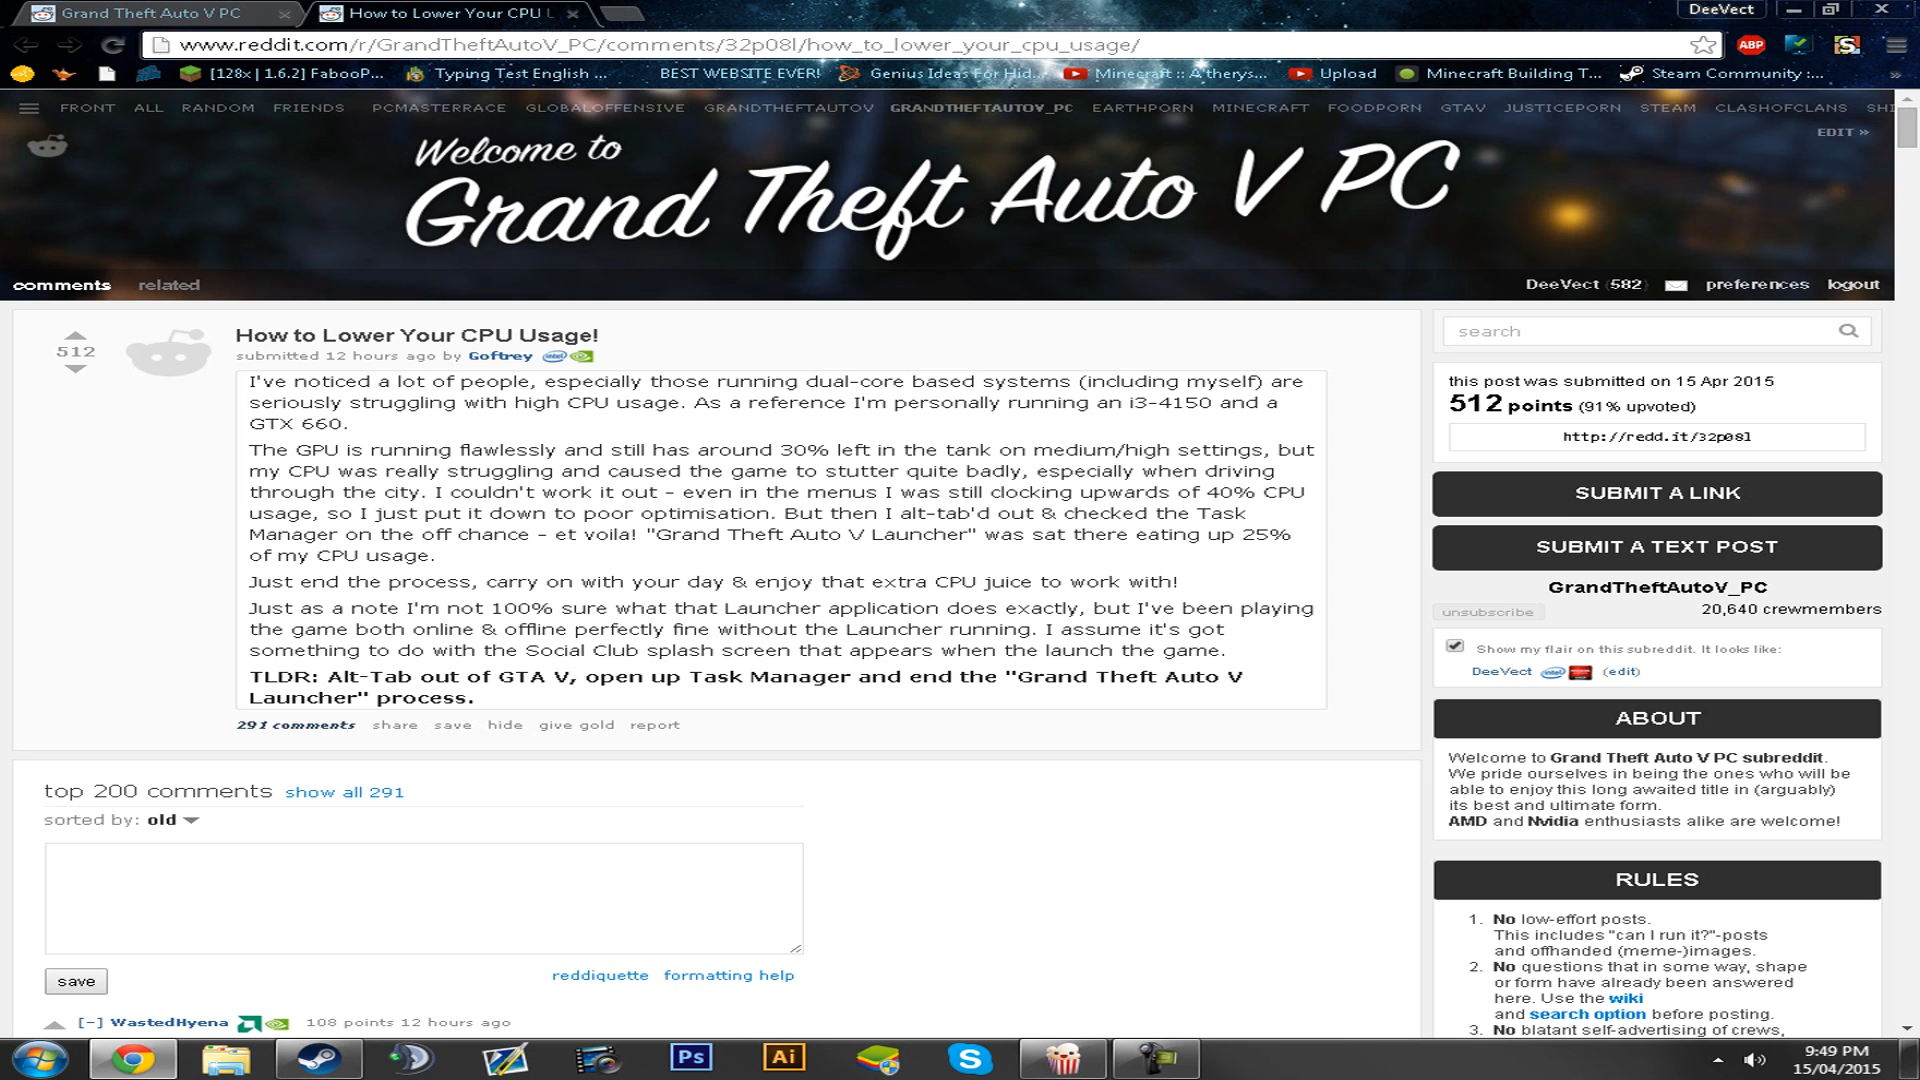 Grand Theft Auto V PC
How to Lower Your CPU U
DeeVect
www.reddit.com/r/GrandTheftAutoV_PC/comments/32p08l/how_to_lower_your_cpu_usage/
ABP
[128x | 1.6.2] FabooP... Typing Test English ... BEST WEBSITE EVER! Genius Ideas For Hid... Minecraft :: A therys... Upload Minecraft Building T... Steam Community :... »
FRONT ALL RANDOM FRIENDS PCMASTERRACE GLOBALOFFENSIVE GRANDTHEFTAUTOV GRANDTHEFTAUTOV_PC EARTHPORN MINECRAFT FOODPORN GTAV JUSTICEPORN STEAM CLASHOFCLANS SHI
EDIT »
Welcome to
Grand Theft Auto V PC
comments related
DeeVect (582) preferences logout
512
How to Lower Your CPU Usage!
submitted 12 hours ago by Goftrey
I've noticed a lot of people, especially those running dual-core based systems (including myself) are
seriously struggling with high CPU usage. As a reference I'm personally running an i3-4150 and a
GTX 660.
The GPU is running flawlessly and still has around 30% left in the tank on medium/high settings, but
my CPU was really struggling and caused the game to stutter quite badly, especially when driving
through the city. I couldn't work it out - even in the menus I was still clocking upwards of 40% CPU
usage, so I just put it down to poor optimisation. But then I alt-tab'd out & checked the Task
Manager on the off chance - et voila! "Grand Theft Auto V Launcher" was sat there eating up 25%
of my CPU usage.
Just end the process, carry on with your day & enjoy that extra CPU juice to work with!
Just as a note I'm not 100% sure what that Launcher application does exactly, but I've been playing
the game both online & offline perfectly fine without the Launcher running. I assume it's got
something to do with the Social Club splash screen that appears when the launch the game.
TLDR: Alt-Tab out of GTA V, open up Task Manager and end the "Grand Theft Auto V
Launcher" process.
291 comments share save hide give gold report
top 200 comments show all 291
sorted by: old
save
reddiquette formatting help
[-] WastedHyena 108 points 12 hours ago
search
this post was submitted on 15 Apr 2015
512 points (91% upvoted)
http://redd.it/32p08l
SUBMIT A LINK
SUBMIT A TEXT POST
GrandTheftAutoV_PC
unsubscribe 20,640 crewmembers
Show my flair on this subreddit. It looks like:
DeeVect (edit)
ABOUT
Welcome to Grand Theft Auto V PC subreddit.
We pride ourselves in being the ones who will be
able to enjoy this long awaited title in (arguably)
its best and ultimate form.
AMD and Nvidia enthusiasts alike are welcome!
RULES
1. No low-effort posts.
This includes "can I run it?"-posts
and offhanded (meme-)images.
2. No questions that in some way, shape
or form have already been answered
here. Use the wiki
and search option before posting.
3. No blatant self-advertising of crews,
Ps
Ai
9:49 PM
15/04/2015